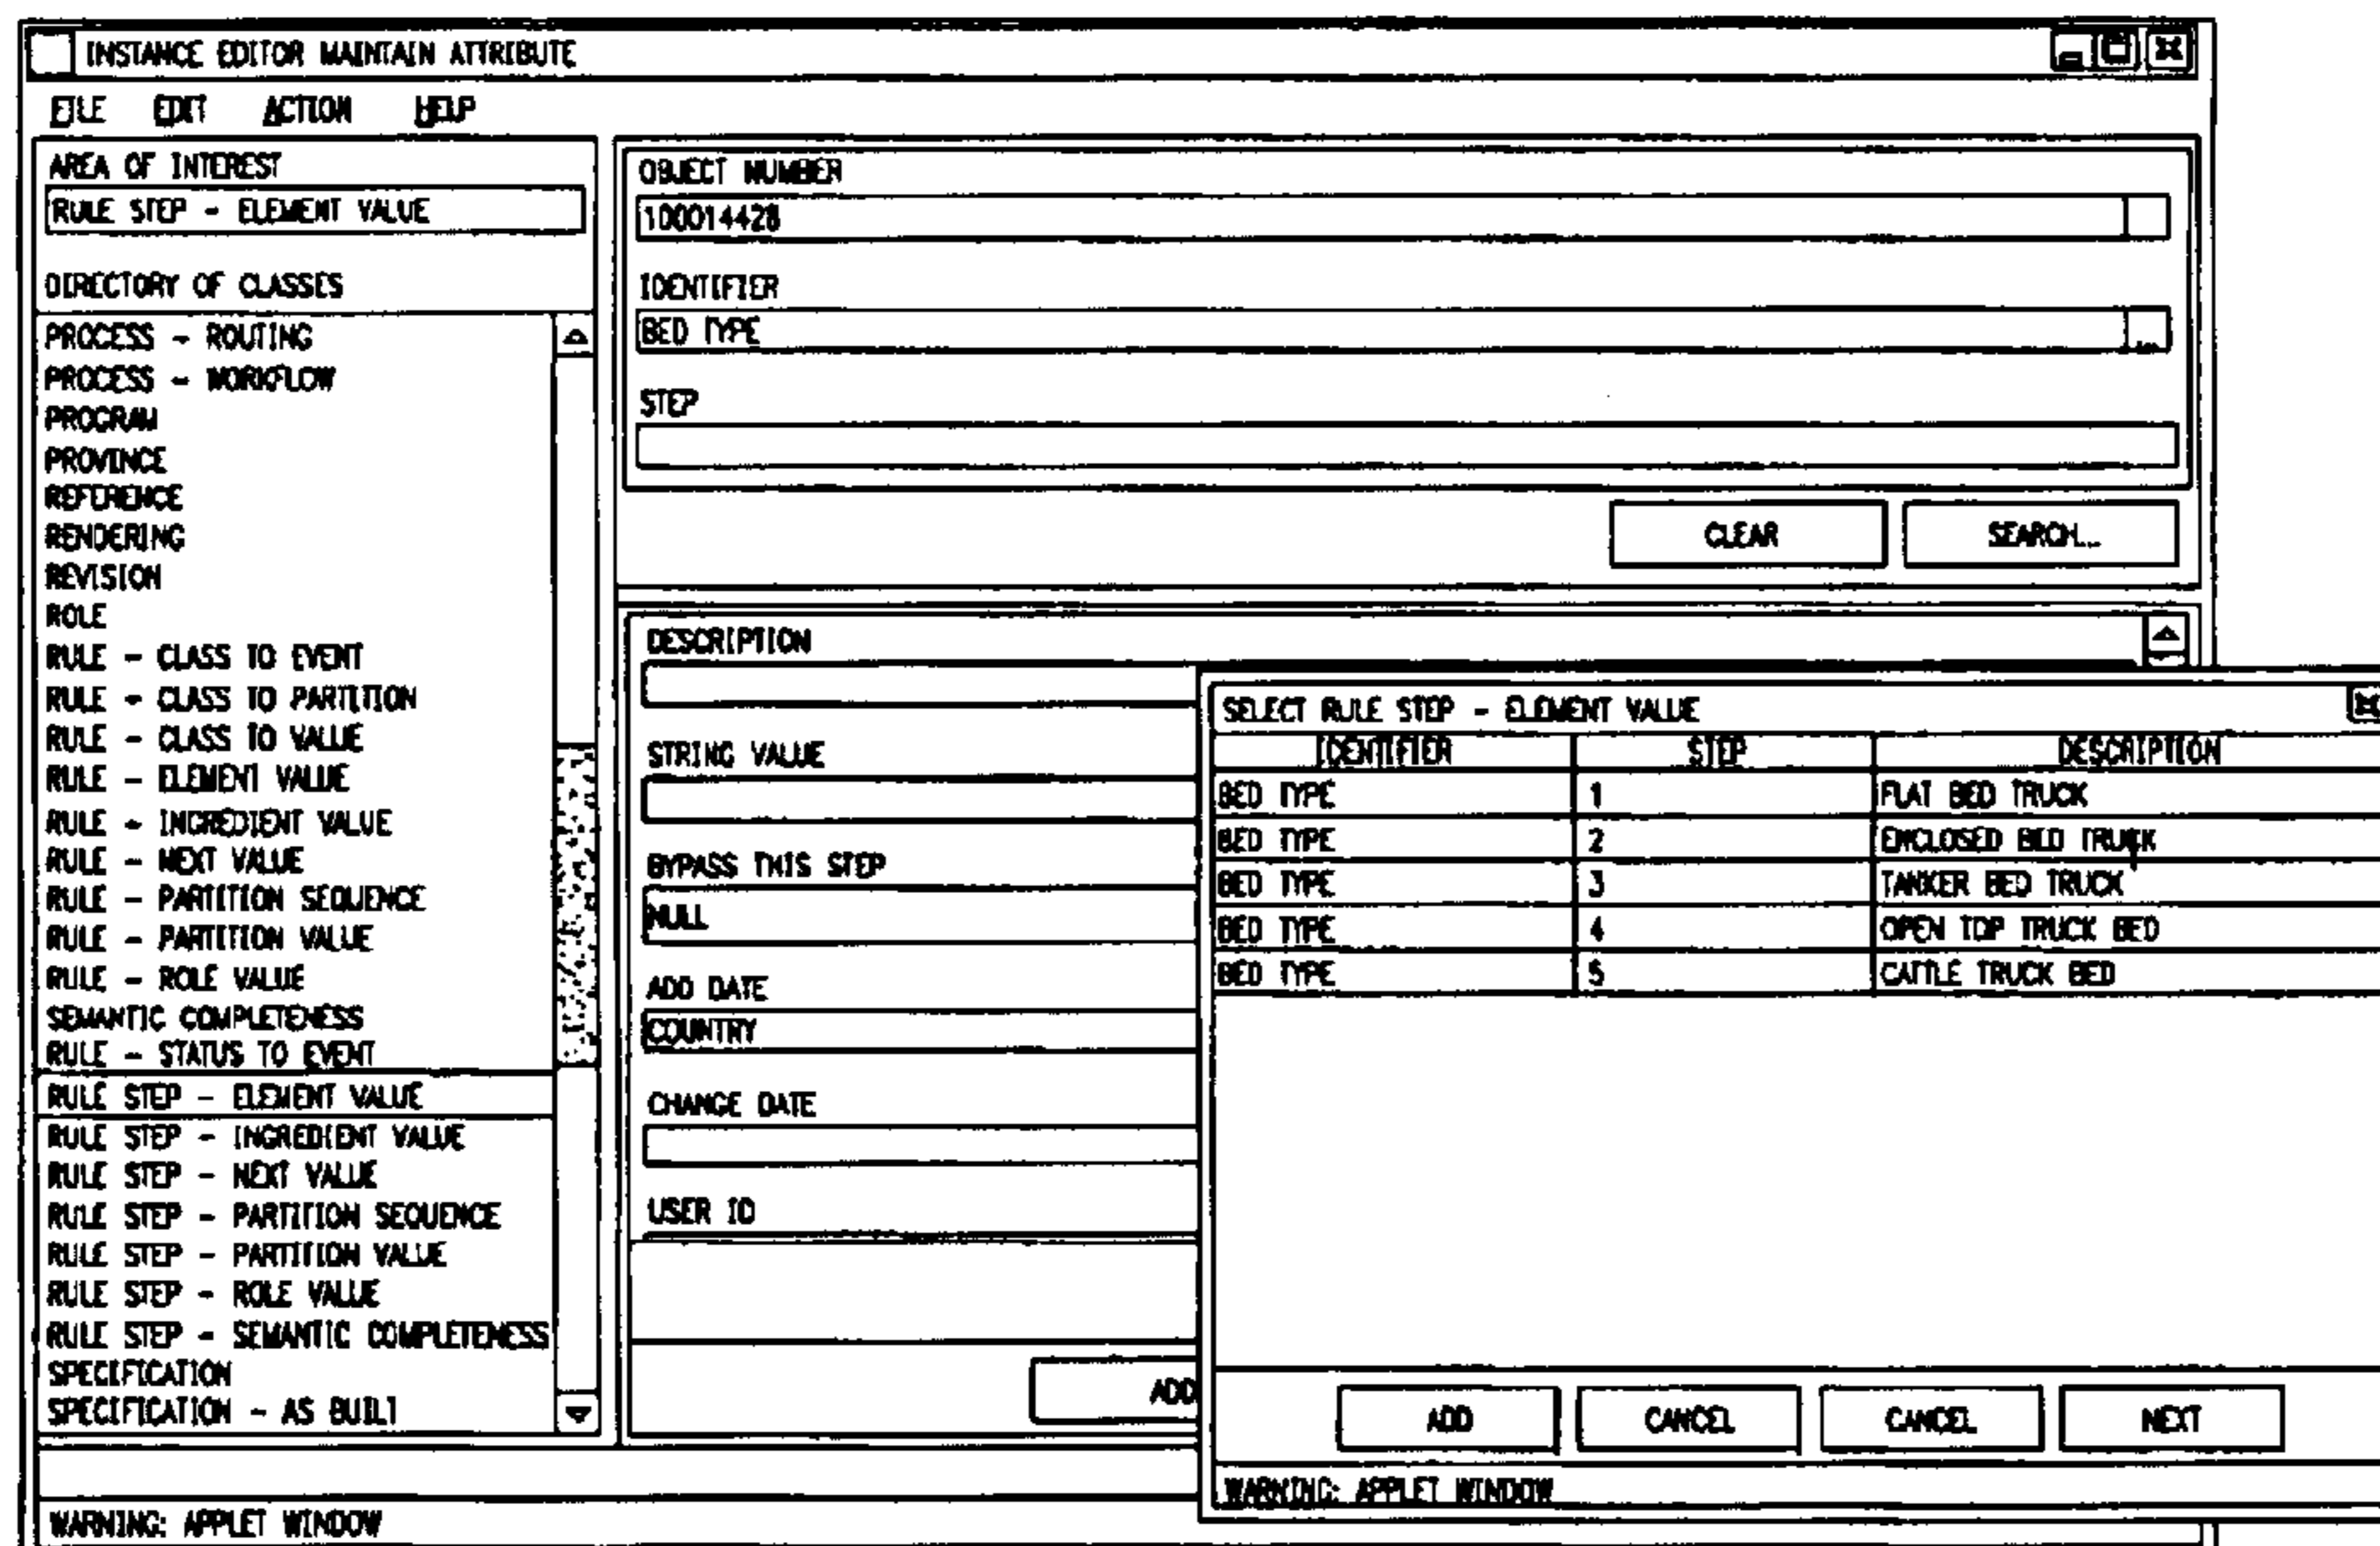 INSTANCE EDITOR MAINTAIN ATTRIBUTE
FILE EDIT ACTION HELP
AREA OF INTEREST
RULE STEP - ELEMENT VALUE
DIRECTORY OF CLASSES
PROCESS - ROUTING
PROCESS - WORKFLOW
PROGRAM
PROVINCE
REFERENCE
RENDERING
REVISION
ROLE
RULE - CLASS TO EVENT
RULE - CLASS TO PARTITION
RULE - CLASS TO VALUE
RULE - ELEMENT VALUE
RULE - INGREDIENT VALUE
RULE - NEXT VALUE
RULE - PARTITION SEQUENCE
RULE - PARTITION VALUE
RULE - ROLE VALUE
SEMANTIC COMPLETENESS
RULE - STATUS TO EVENT
RULE STEP - ELEMENT VALUE
RULE STEP - INGREDIENT VALUE
RULE STEP - NEXT VALUE
RULE STEP - PARTITION SEQUENCE
RULE STEP - PARTITION VALUE
RULE STEP - ROLE VALUE
RULE STEP - SEMANTIC COMPLETENESS
SPECIFICATION
SPECIFICATION - AS BUILT
OBJECT NUMBER
100014428
IDENTIFIER
BED TYPE
STEP
CLEAR SEARCH...
DESCRIPTION
STRING VALUE
BYPASS THIS STEP
NULL
ADD DATE
COUNTRY
CHANGE DATE
USER ID
ADD
SELECT RULE STEP - ELEMENT VALUE
IDENTIFIER STEP DESCRIPTION
BED TYPE 1 FLAT BED TRUCK
BED TYPE 2 ENCLOSED BED TRUCK
BED TYPE 3 TANKER BED TRUCK
BED TYPE 4 OPEN TOP TRUCK BED
BED TYPE 5 CATTLE TRUCK BED
ADD CANCEL CANCEL NEXT
WARNING: APPLET WINDOW
WARNING: APPLET WINDOW